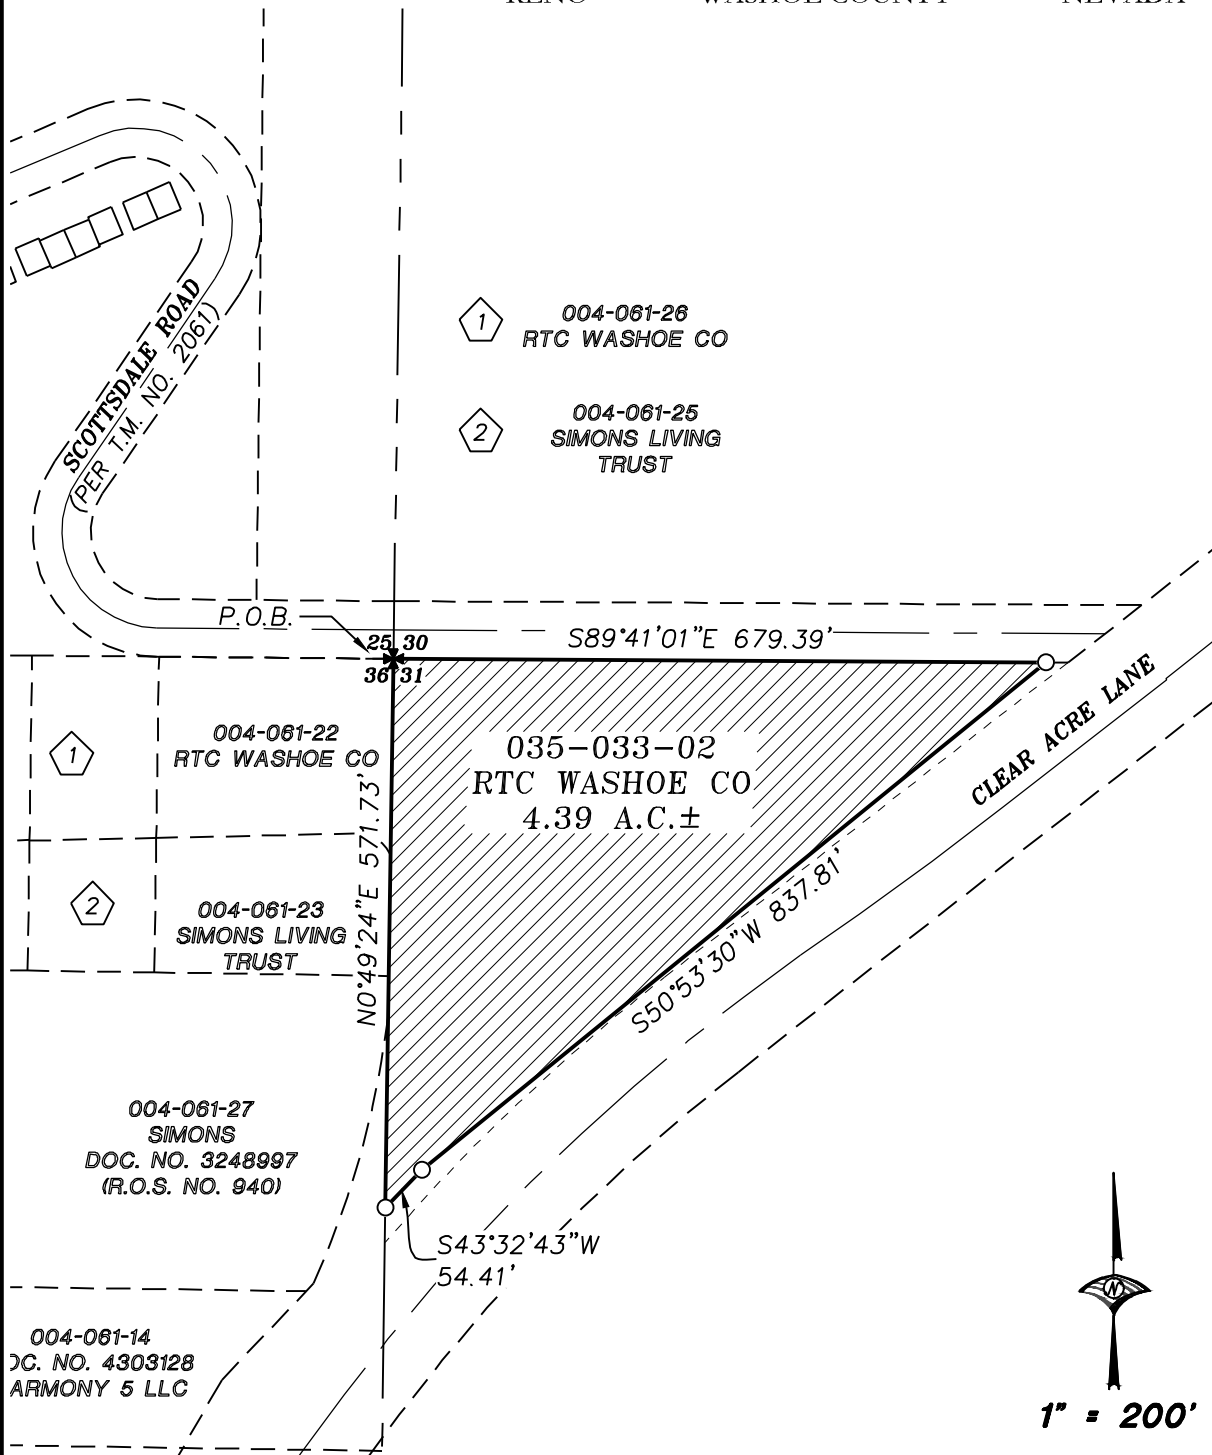 RENO WASHOE COUNTY NEVADA
SCOTTSDALE ROAD
(PER T.M. NO. 2061)
1
004-061-26
RTC WASHOE CO
2
004-061-25
SIMONS LIVING
TRUST
P.O.B.
25 30
36 31
S89°41'01"E 679.39'
1
004-061-22
RTC WASHOE CO
035-033-02
RTC WASHOE CO
4.39 A.C.±
CLEAR ACRE LANE
N0°49'24"E 571.73'
2
004-061-23
SIMONS LIVING
TRUST
S50°53'30"W 837.81'
004-061-27
SIMONS
DOC. NO. 3248997
(R.O.S. NO. 940)
S43°32'43"W
54.41'
N
004-061-14
OC. NO. 4303128
ARMONY 5 LLC
1" = 200'